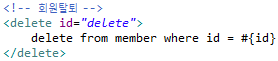 <!-- 회원탈퇴 -->
<delete id="delete">
delete from member where id = #{id}
</delete>